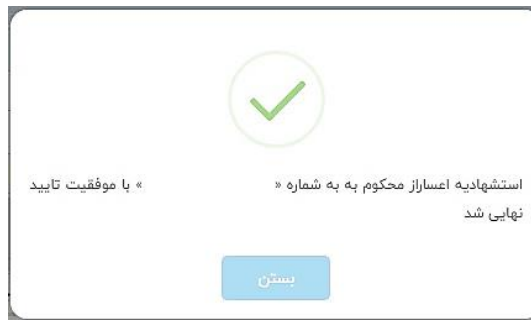 استشهادیه اعساراز محکوم به به شماره « » با موفقیت تایید
نهایی شد
بستن